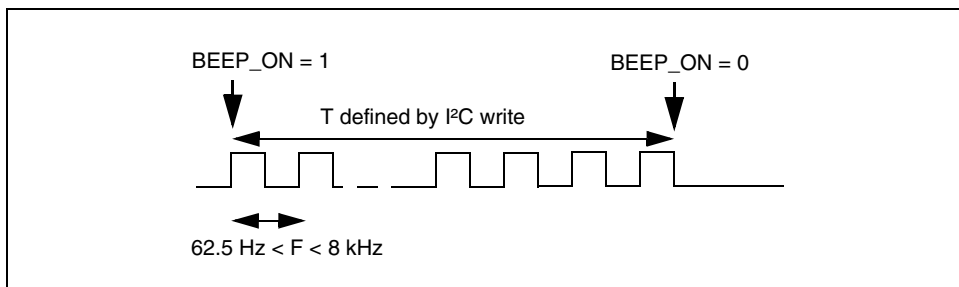 BEEP_ON = 1
BEEP_ON = 0
T defined by I²C write
62.5 Hz < F < 8 kHz